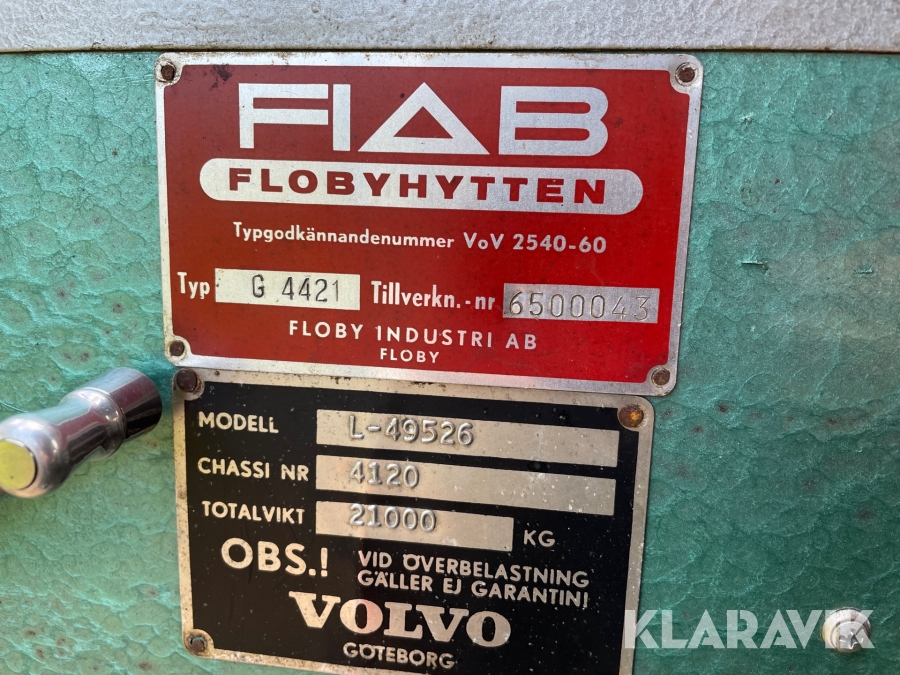 FIAB
FLOBYHYTTEN
Typgodkännandenummer VoV 2540-60
Typ G 4421 Tillverkn.-nr 6500043
FLOBY INDUSTRI AB
FLOBY
MODELL L-49526
CHASSI NR 4120
TOTALVIKT 21000 KG
OBS.! VID ÖVERBELASTNING
GÄLLER EJ GARANTIN!
VOLVO
GÖTEBORG
KLARAVIK